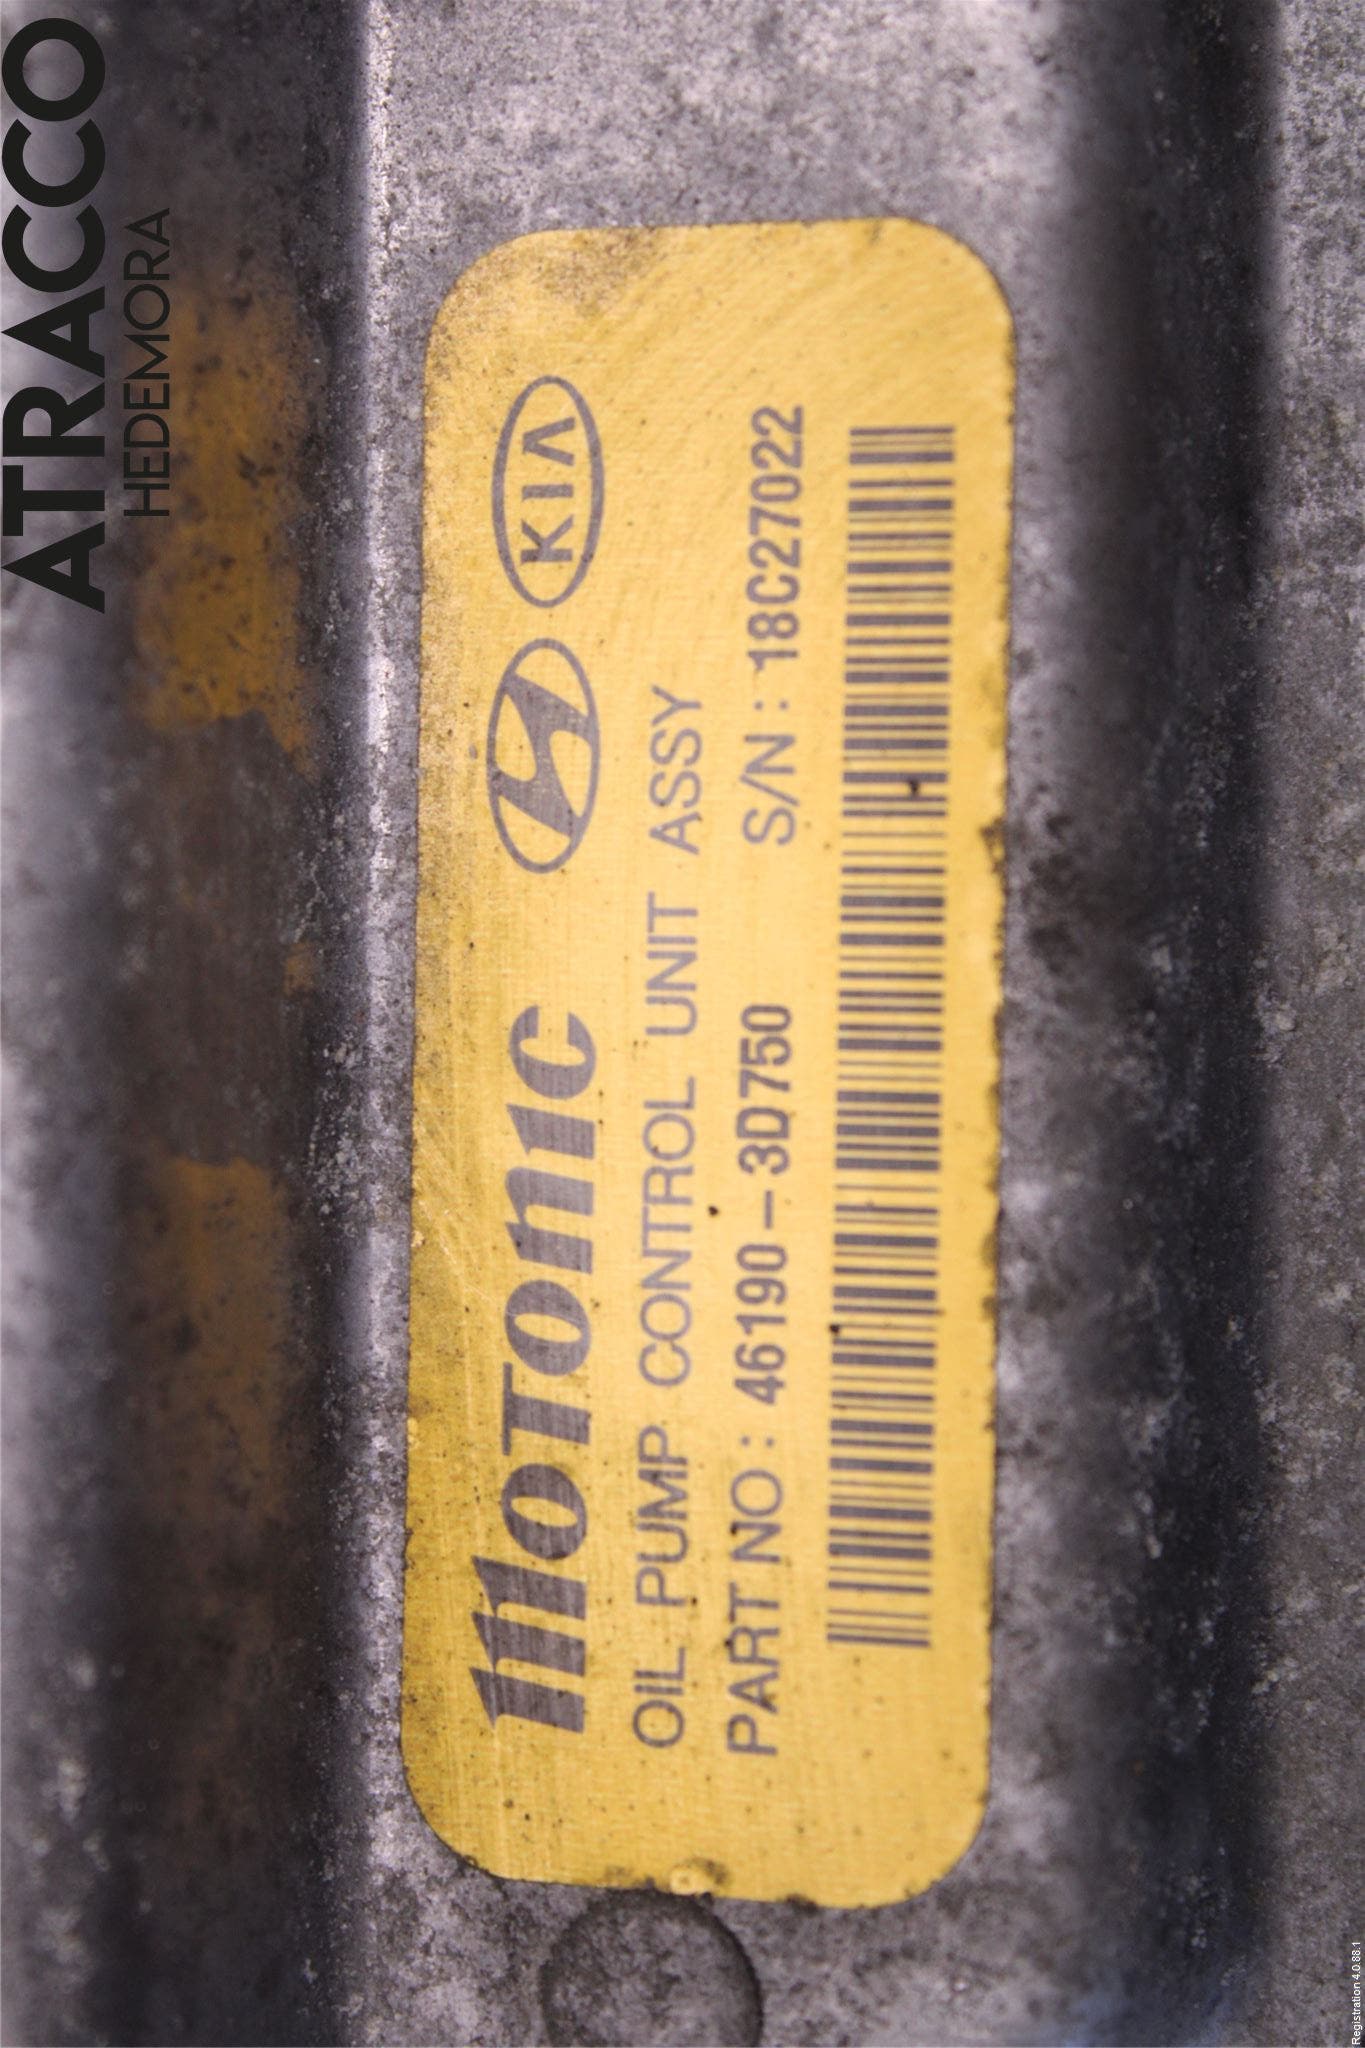 ATRACCO
HEDEMORA
MOTONIC KIA
OIL PUMP CONTROL UNIT ASSY
PART NO : 46190-3D750 S/N : 18C27022
Registration 4.0.88.1